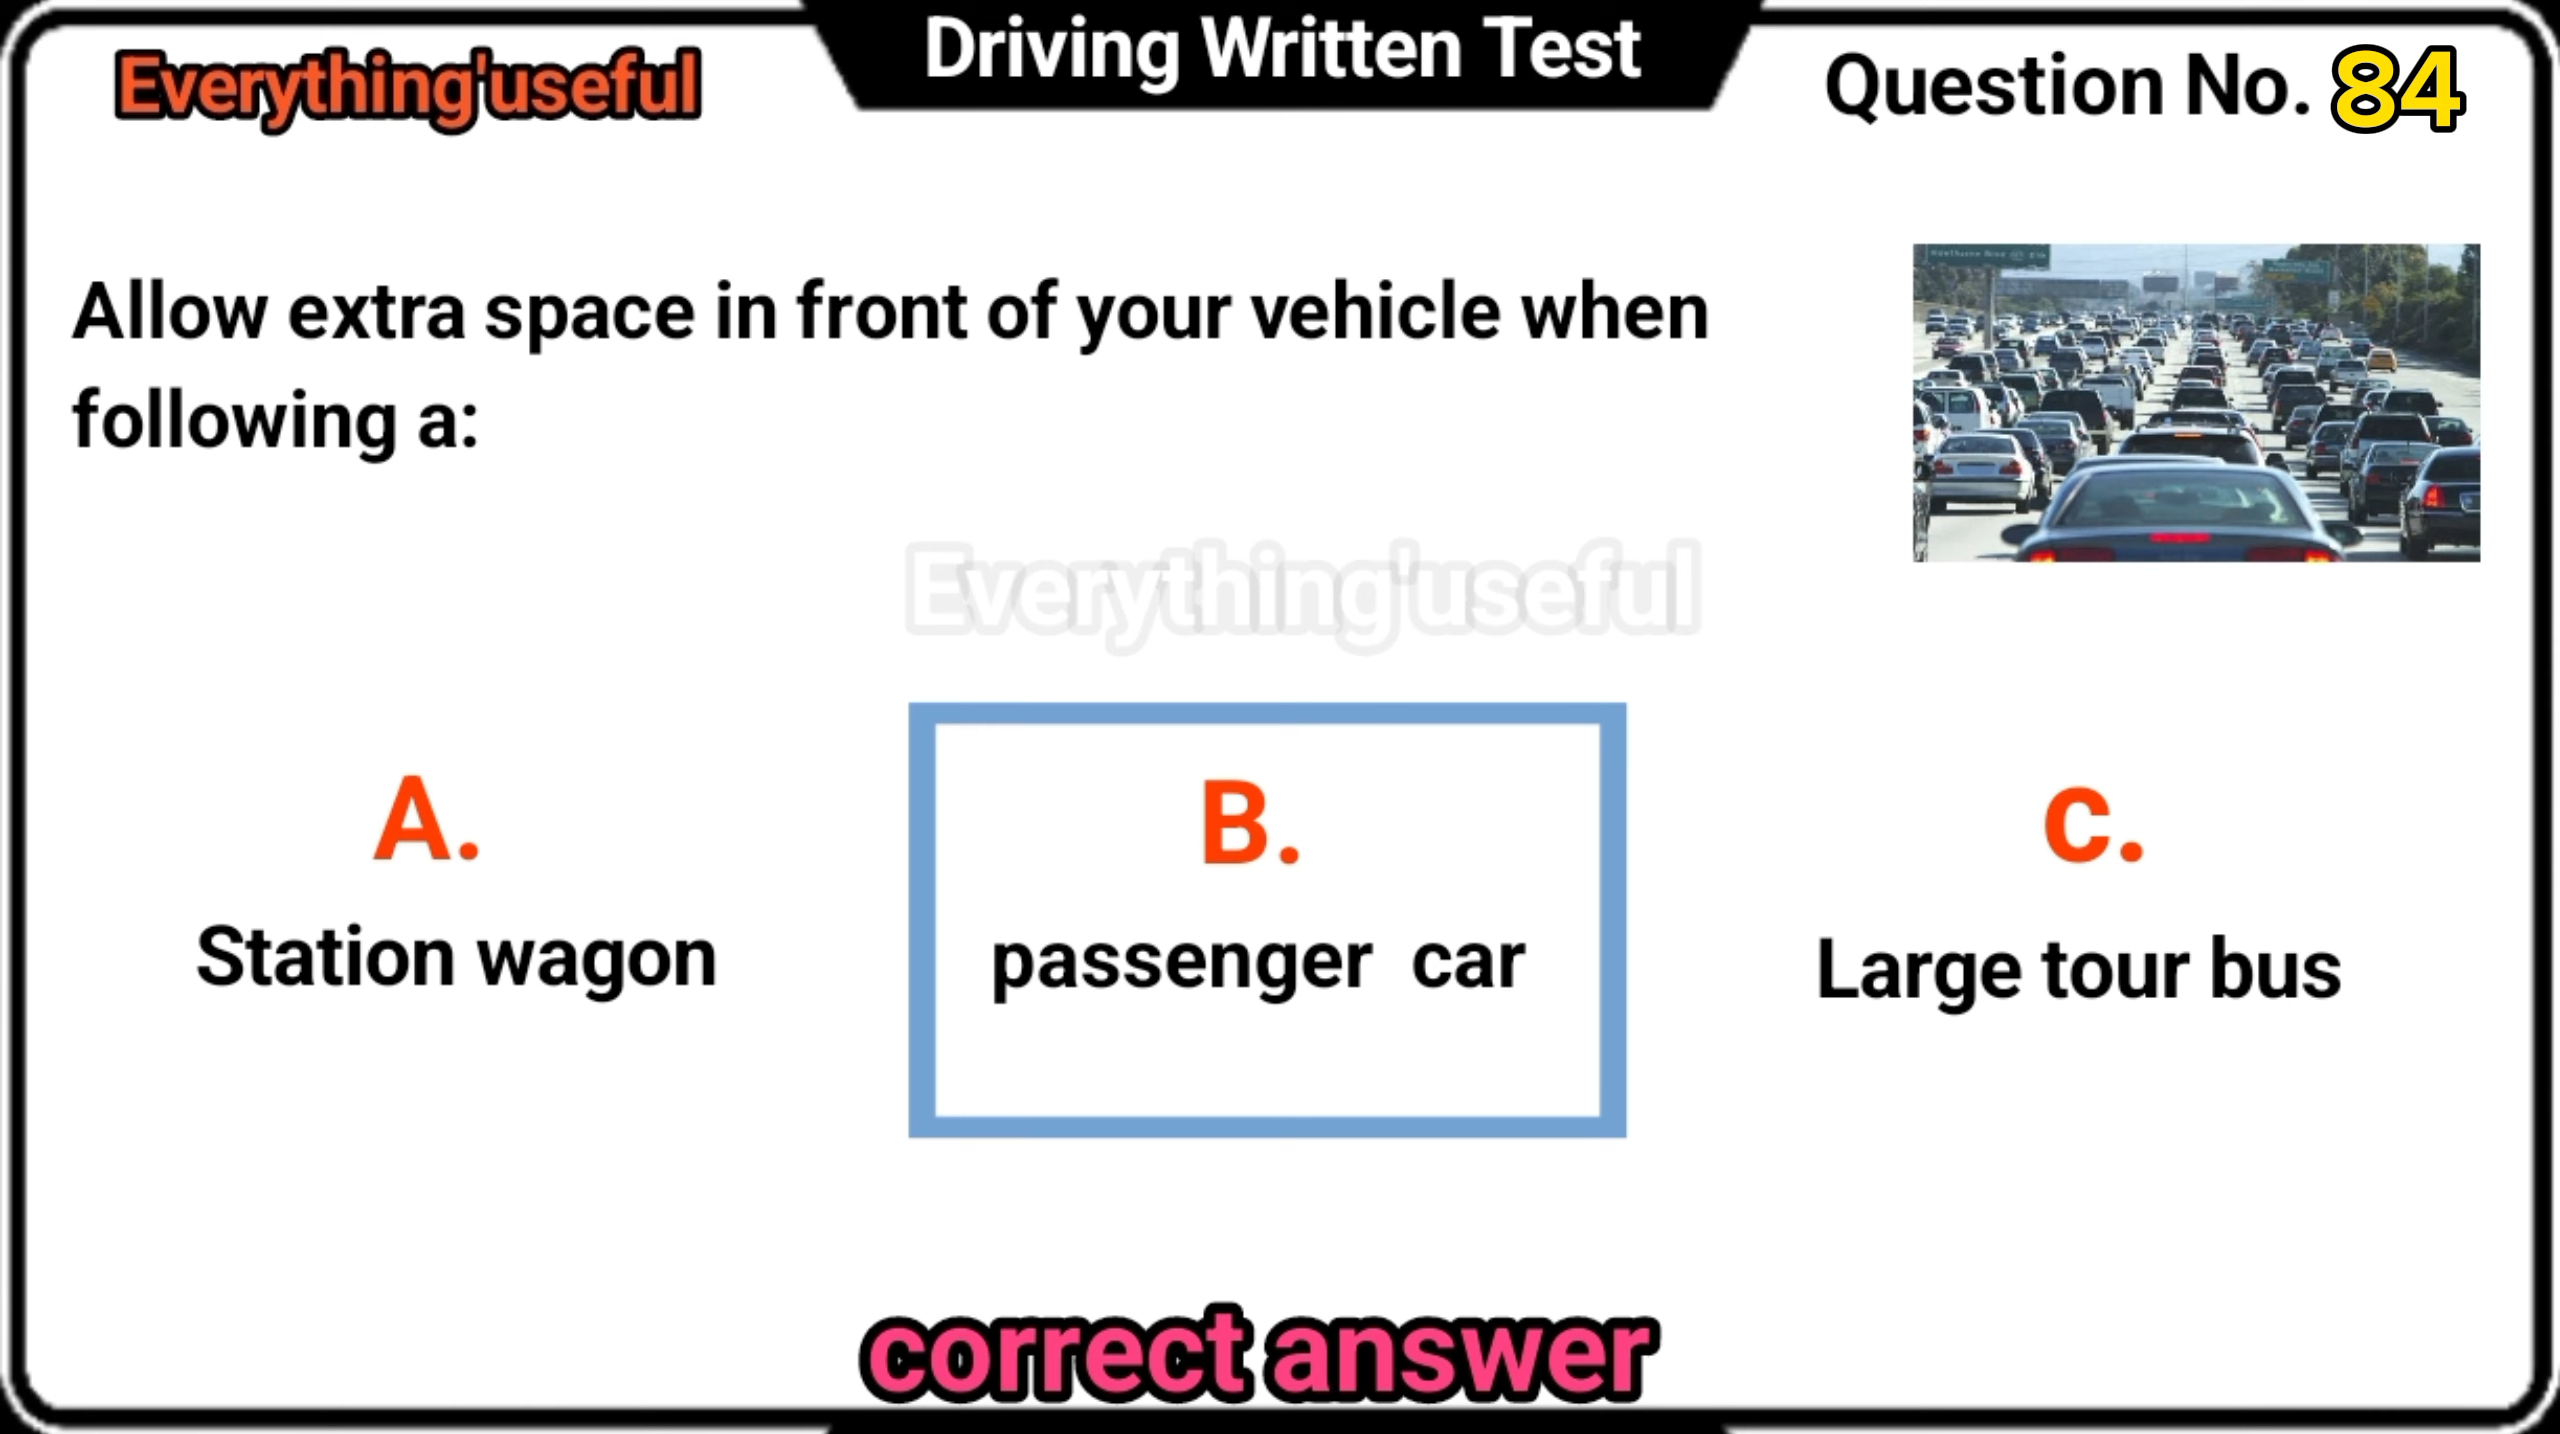 Driving Written Test
Everything'useful
Question No. 84
Allow extra space in front of your vehicle when
following a:
Everything'useful
A.
Station wagon
B.
passenger car
C.
Large tour bus
correct answer